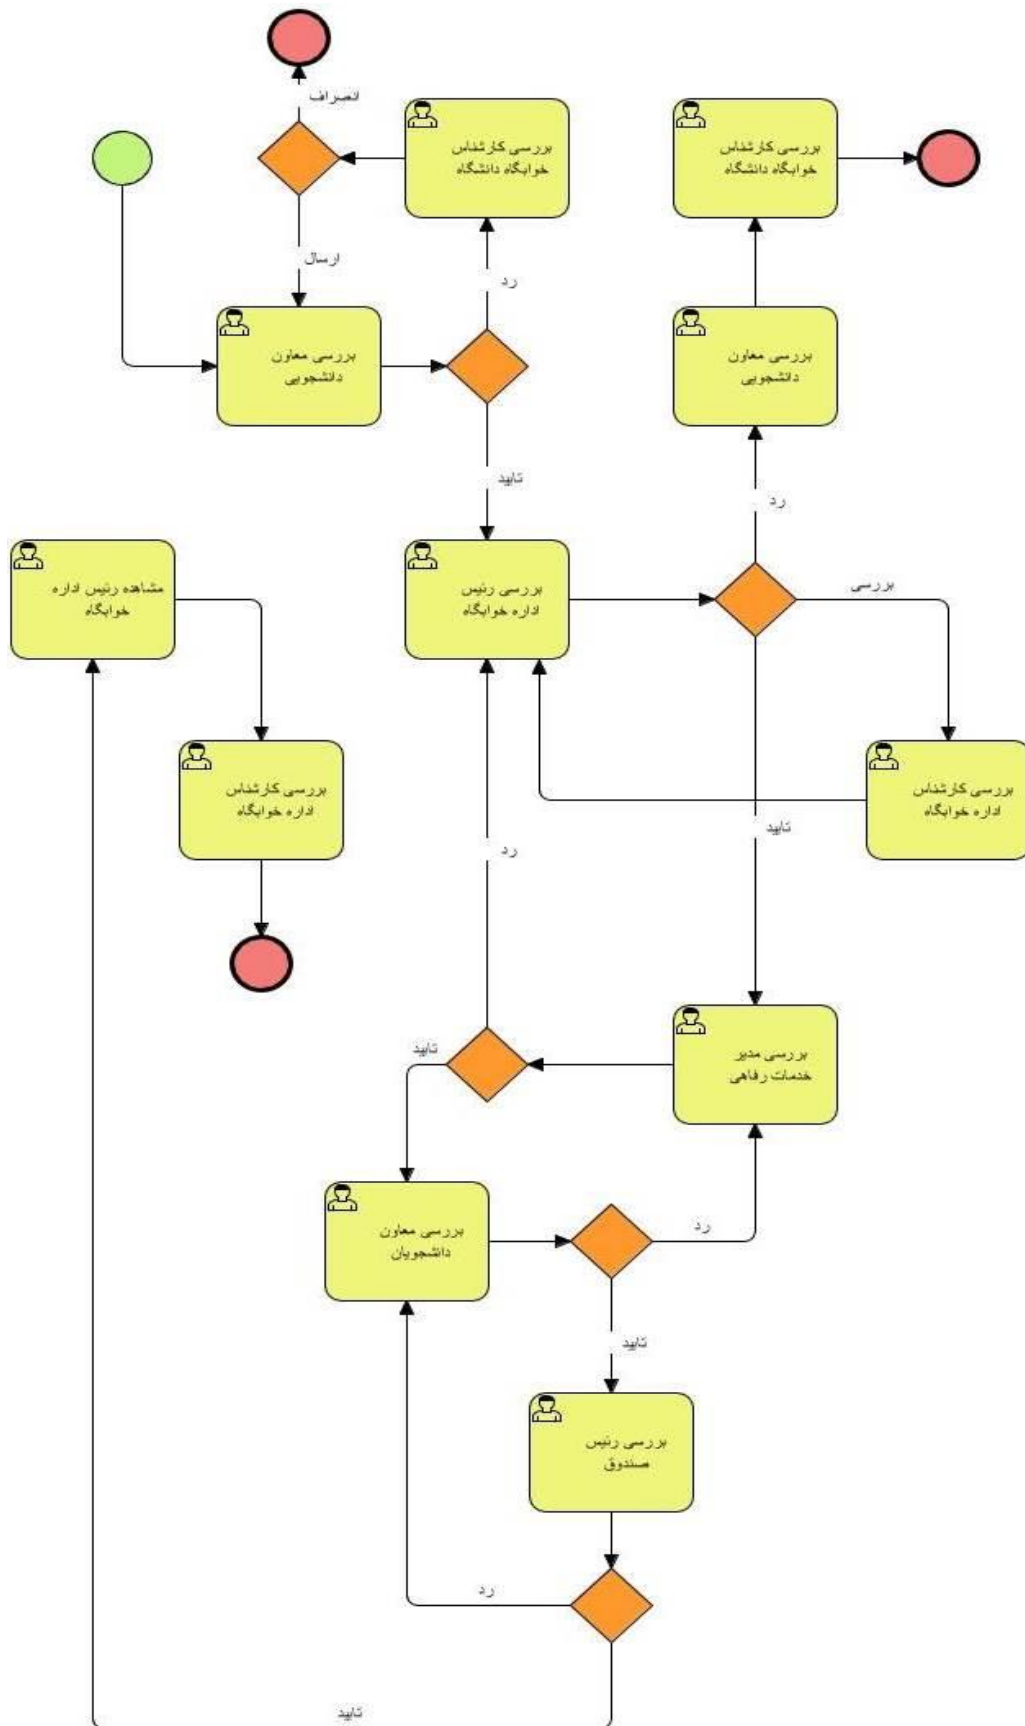 انصراف
بررسی کارشناس
خوابگاه دانشگاه
بررسی کارشناس
خوابگاه دانشگاه
ارسال
رد
بررسی معاون
دانشجویی
بررسی معاون
دانشجویی
تایید
رد
مشاهده رئیس اداره
خوابگاه
بررسی رئیس
اداره خوابگاه
بررسی
بررسی کارشناس
اداره خوابگاه
بررسی کارشناس
اداره خوابگاه
تایید
رد
تایید
بررسی مدیر
خدمات رفاهی
بررسی معاون
دانشجویان
رد
تایید
بررسی رئیس
صندوق
رد
تایید